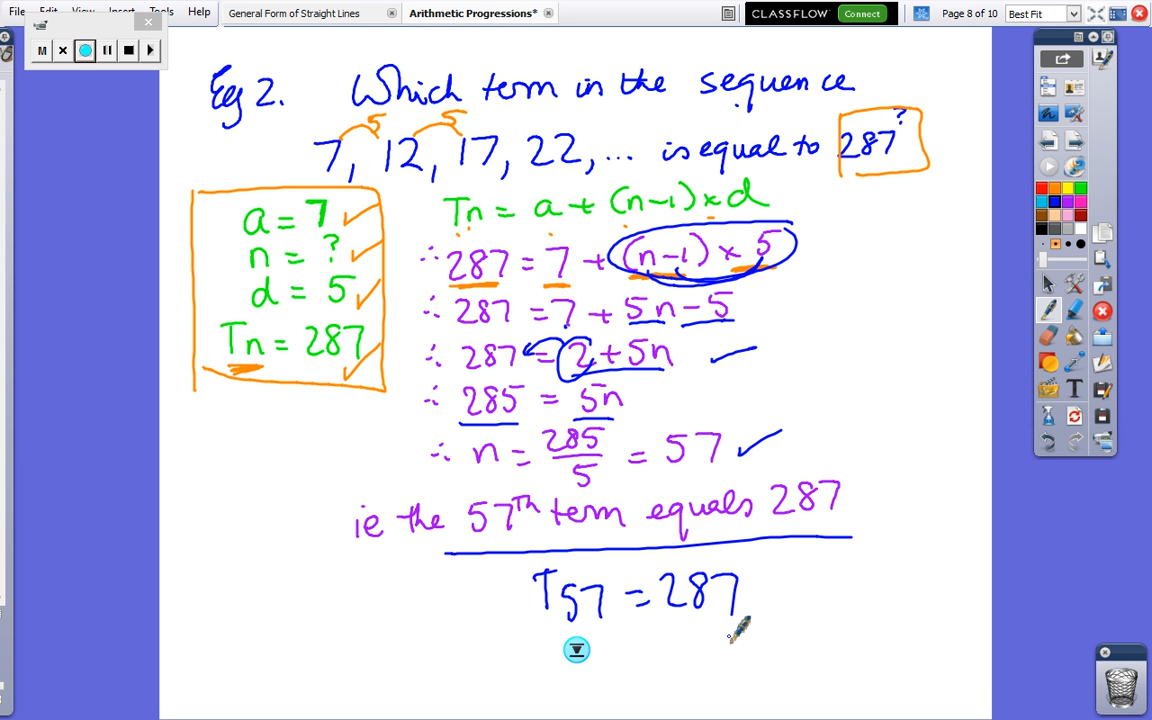 File Edit View Insert Tools Help
General Form of Straight Lines
Arithmetic Progressions*
CLASSFLOW Connect
Page 8 of 10
Best Fit
M
Eg 2. Which term in the sequence
5 5
7, 12, 17, 22, ... is equal to 287?
a = 7
n = ?
d = 5
Tn = 287
Tn = a + (n-1) × d
∴ 287 = 7 + (n-1) × 5
∴ 287 = 7 + 5n - 5
∴ 287 = 2 + 5n
∴ 285 = 5n
∴ n = 285/5 = 57
ie the 57th term equals 287
T57 = 287